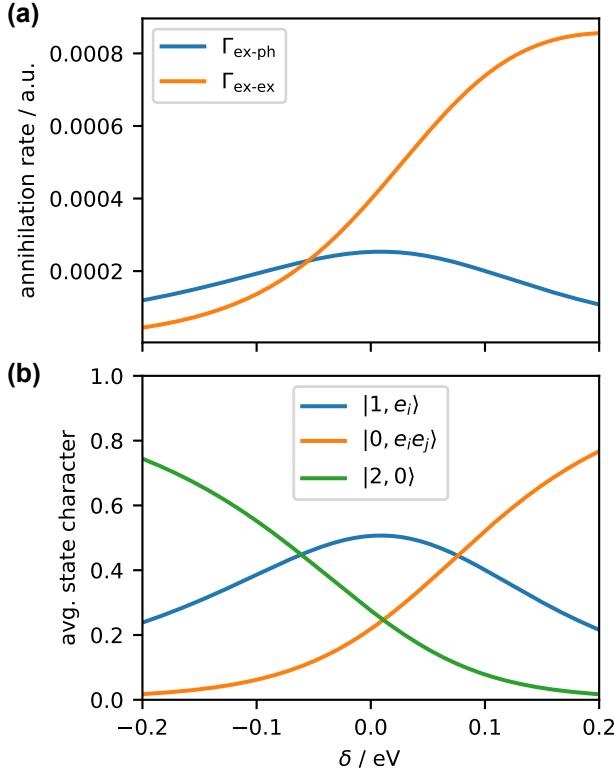 (a)
annihilation rate / a.u.
0.0008
0.0006
0.0004
0.0002
Γex-ph
Γex-ex
(b)
avg. state character
1.0
0.8
0.6
0.4
0.2
0.0
|1, eᵢ⟩
|0, eᵢeⱼ⟩
|2, 0⟩
−0.2 −0.1 0.0 0.1 0.2
δ / eV